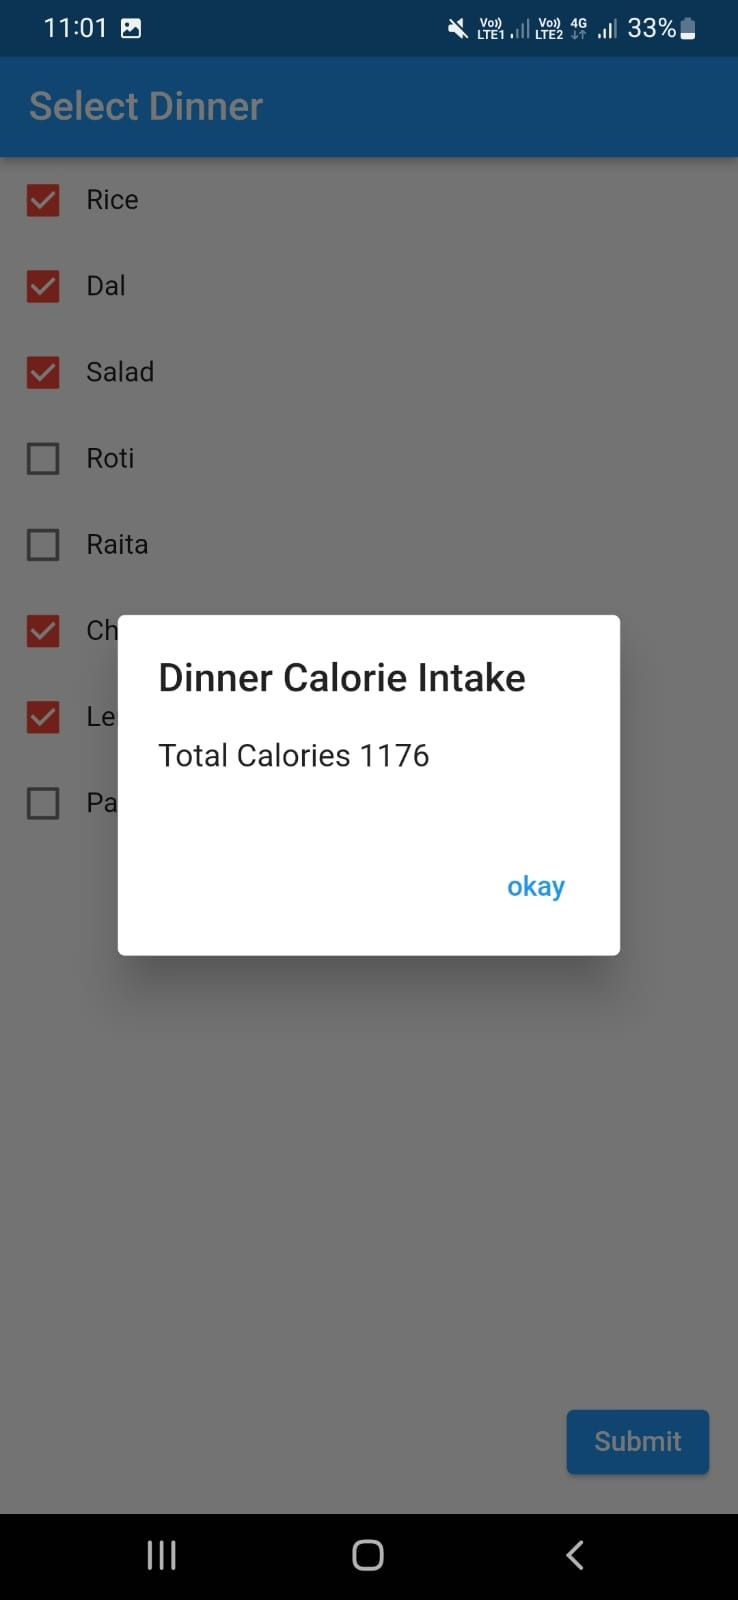 11:01
Vo)) LTE1 Vo)) LTE2 4G 33%
Select Dinner
Rice
Dal
Salad
Roti
Raita
Ch
Dinner Calorie Intake
Le
Total Calories 1176
Pa
okay
Submit